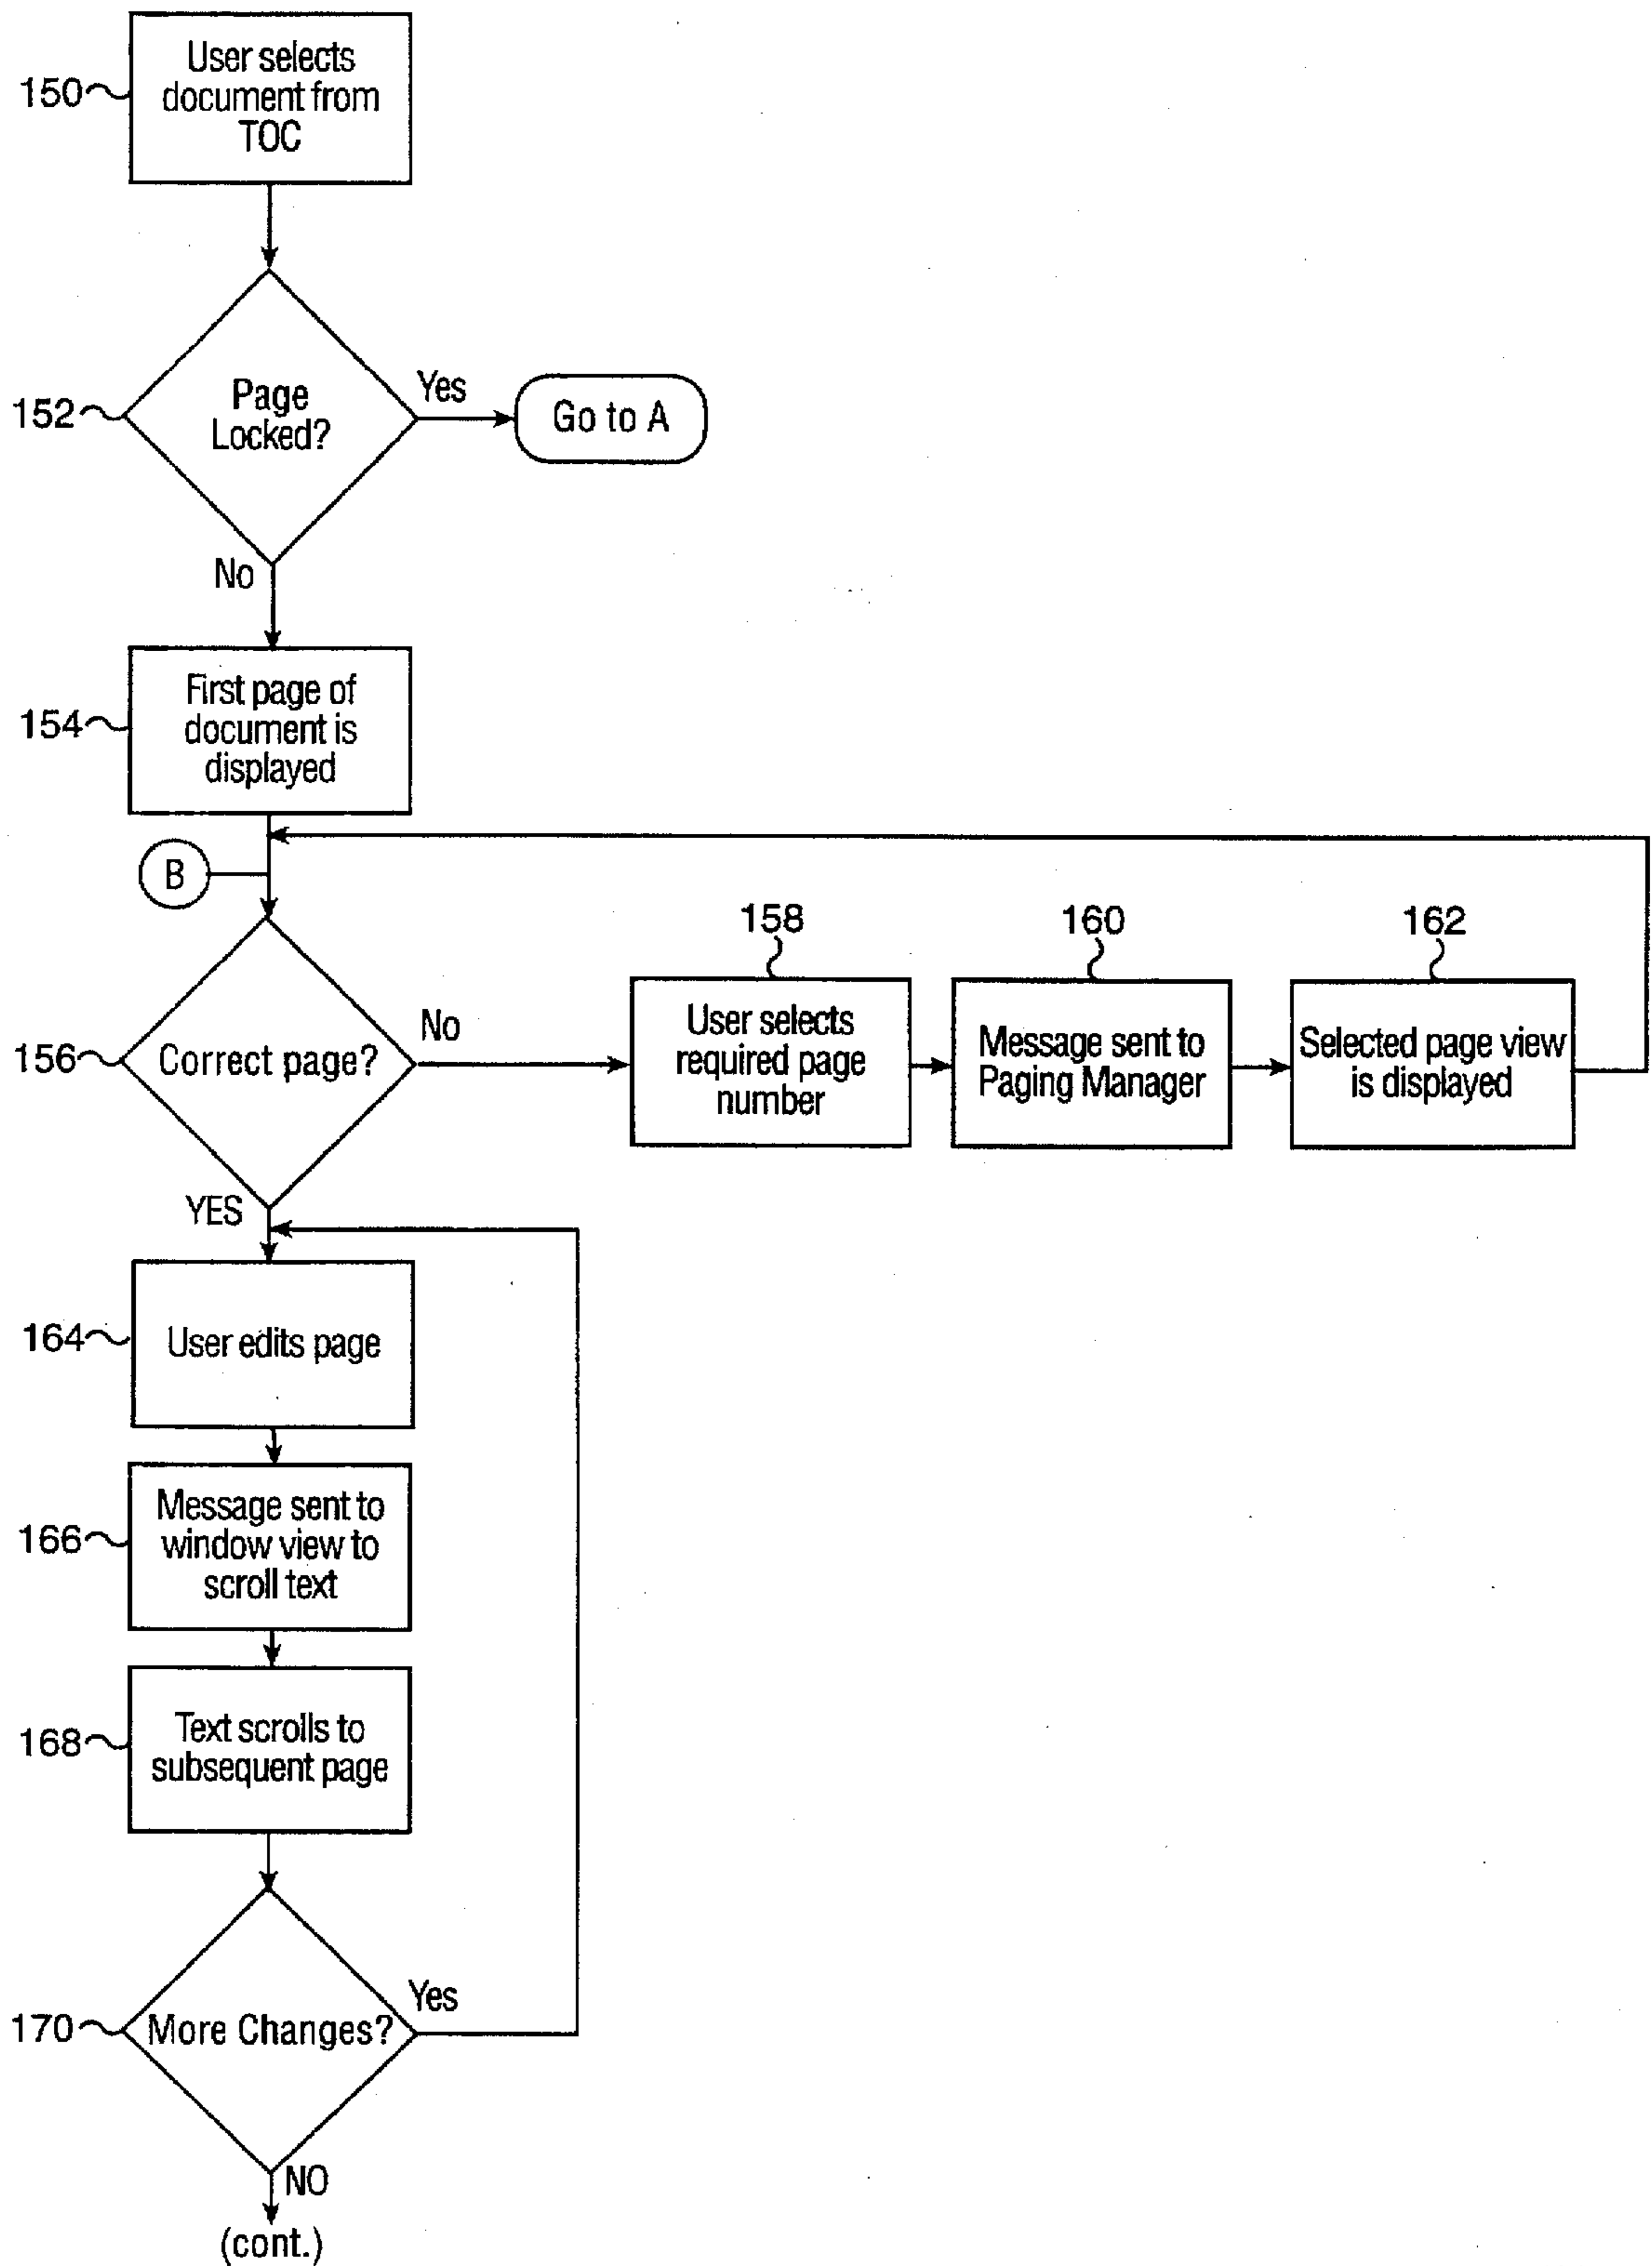 150
User selects
document from
TOC
152
Page
Locked?
Yes
Go to A
No
154
First page of
document is
displayed
B
156
Correct page?
No
158
User selects
required page
number
160
Message sent to
Paging Manager
162
Selected page view
is displayed
YES
164
User edits page
166
Message sent to
window view to
scroll text
168
Text scrolls to
subsequent page
170
More Changes?
Yes
NO
(cont.)